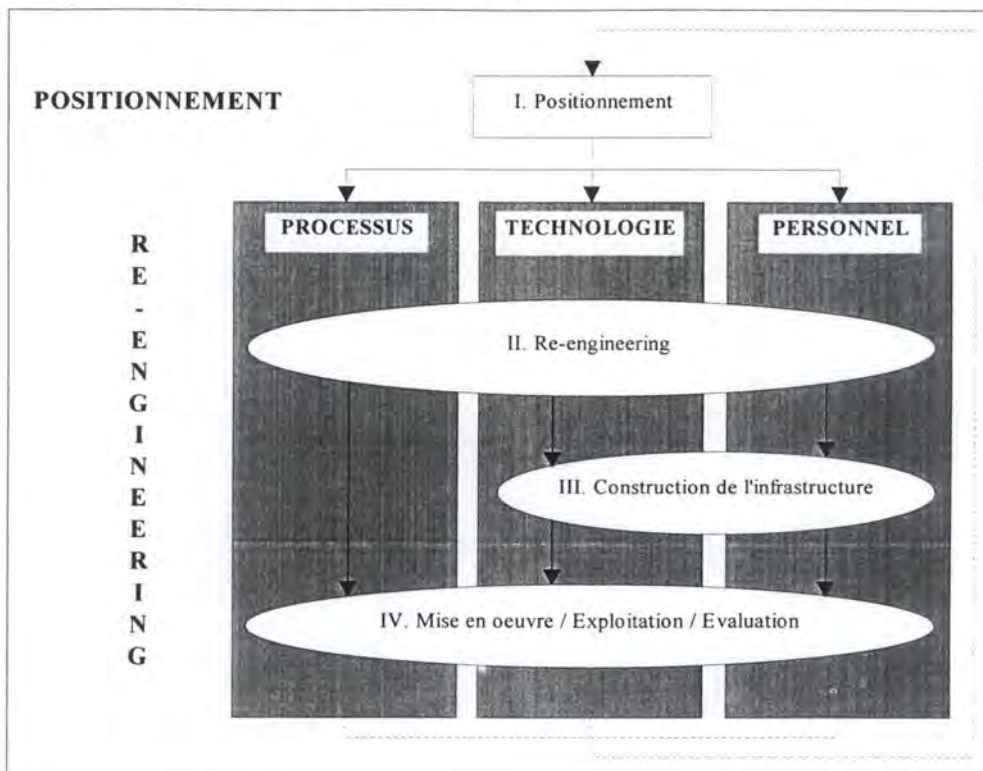 POSITIONNEMENT
I. Positionnement
PROCESSUS
TECHNOLOGIE
PERSONNEL
R
E
-
E
N
G
I
N
E
E
R
I
N
G
II. Re-engineering
III. Construction de l'infrastructure
IV. Mise en oeuvre / Exploitation / Evaluation